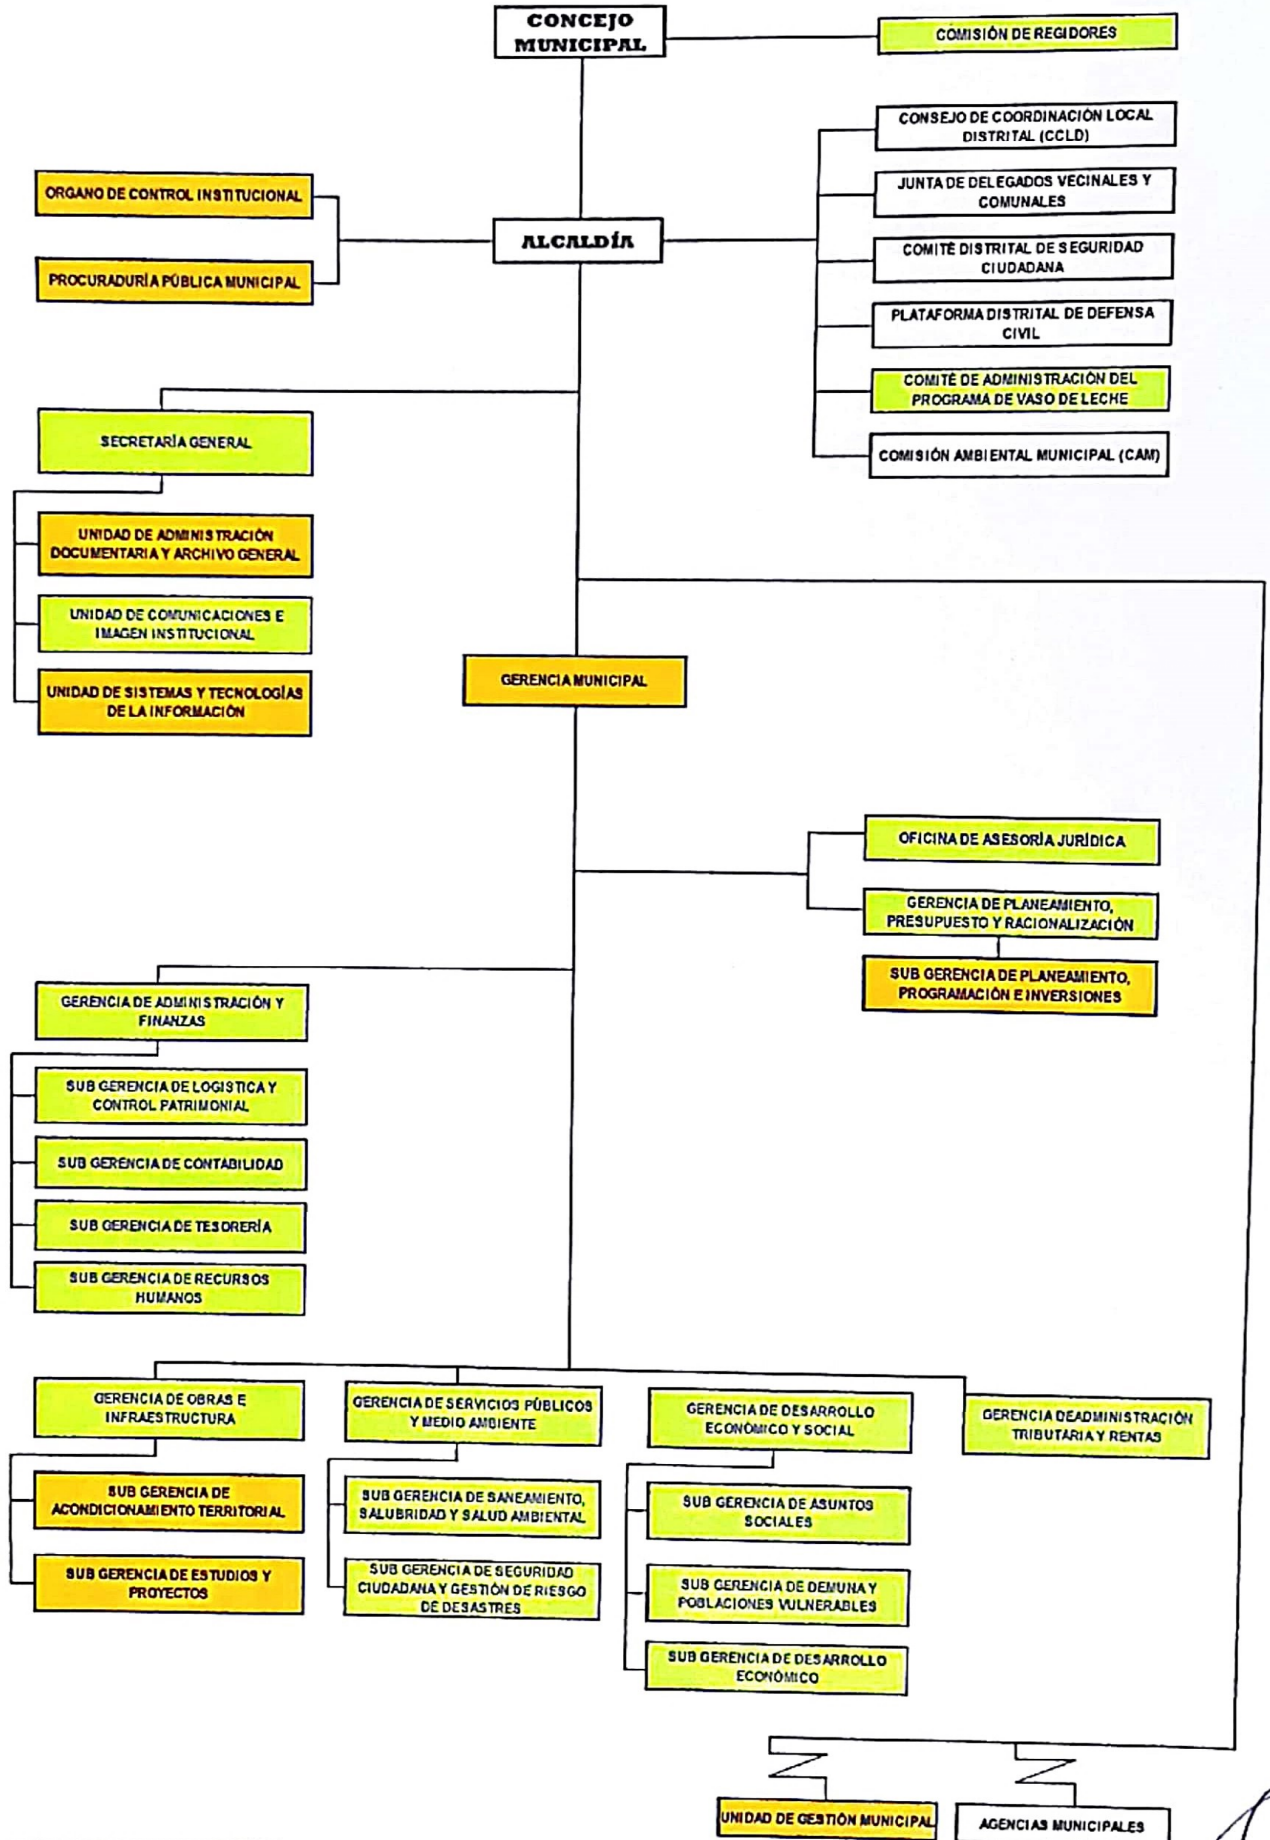 CONCEJO
MUNICIPAL
COMISIÓN DE REGIDORES
CONSEJO DE COORDINACIÓN LOCAL
DISTRITAL (CCLD)
JUNTA DE DELEGADOS VECINALES Y
COMUNALES
COMITÉ DISTRITAL DE SEGURIDAD
CIUDADANA
PLATAFORMA DISTRITAL DE DEFENSA
CIVIL
COMITÉ DE ADMINISTRACIÓN DEL
PROGRAMA DE VASO DE LECHE
COMISIÓN AMBIENTAL MUNICIPAL (CAM)
ORGANO DE CONTROL INSTITUCIONAL
PROCURADURÍA PÚBLICA MUNICIPAL
ALCALDÍA
SECRETARÍA GENERAL
UNIDAD DE ADMINISTRACIÓN
DOCUMENTARIA Y ARCHIVO GENERAL
UNIDAD DE COMUNICACIONES E
IMAGEN INSTITUCIONAL
UNIDAD DE SISTEMAS Y TECNOLOGÍAS
DE LA INFORMACIÓN
GERENCIA MUNICIPAL
OFICINA DE ASESORÍA JURÍDICA
GERENCIA DE PLANEAMIENTO,
PRESUPUESTO Y RACIONALIZACIÓN
SUB GERENCIA DE PLANEAMIENTO,
PROGRAMACIÓN E INVERSIONES
GERENCIA DE ADMINISTRACIÓN Y
FINANZAS
SUB GERENCIA DE LOGISTICA Y
CONTROL PATRIMONIAL
SUB GERENCIA DE CONTABILIDAD
SUB GERENCIA DE TESORERÍA
SUB GERENCIA DE RECURSOS
HUMANOS
GERENCIA DE OBRAS E
INFRAESTRUCTURA
SUB GERENCIA DE
ACONDICIONAMIENTO TERRITORIAL
SUB GERENCIA DE ESTUDIOS Y
PROYECTOS
GERENCIA DE SERVICIOS PÚBLICOS
Y MEDIO AMBIENTE
SUB GERENCIA DE SANEAMIENTO,
SALUBRIDAD Y SALUD AMBIENTAL
SUB GERENCIA DE SEGURIDAD
CIUDADANA Y GESTIÓN DE RIESGO
DE DESASTRES
GERENCIA DE DESARROLLO
ECONÓMICO Y SOCIAL
SUB GERENCIA DE ASUNTOS
SOCIALES
SUB GERENCIA DE DEMUNA Y
POBLACIONES VULNERABLES
SUB GERENCIA DE DESARROLLO
ECONÓMICO
GERENCIA DEADMINISTRACIÓN
TRIBUTARIA Y RENTAS
UNIDAD DE GESTIÓN MUNICIPAL
AGENCIAS MUNICIPALES